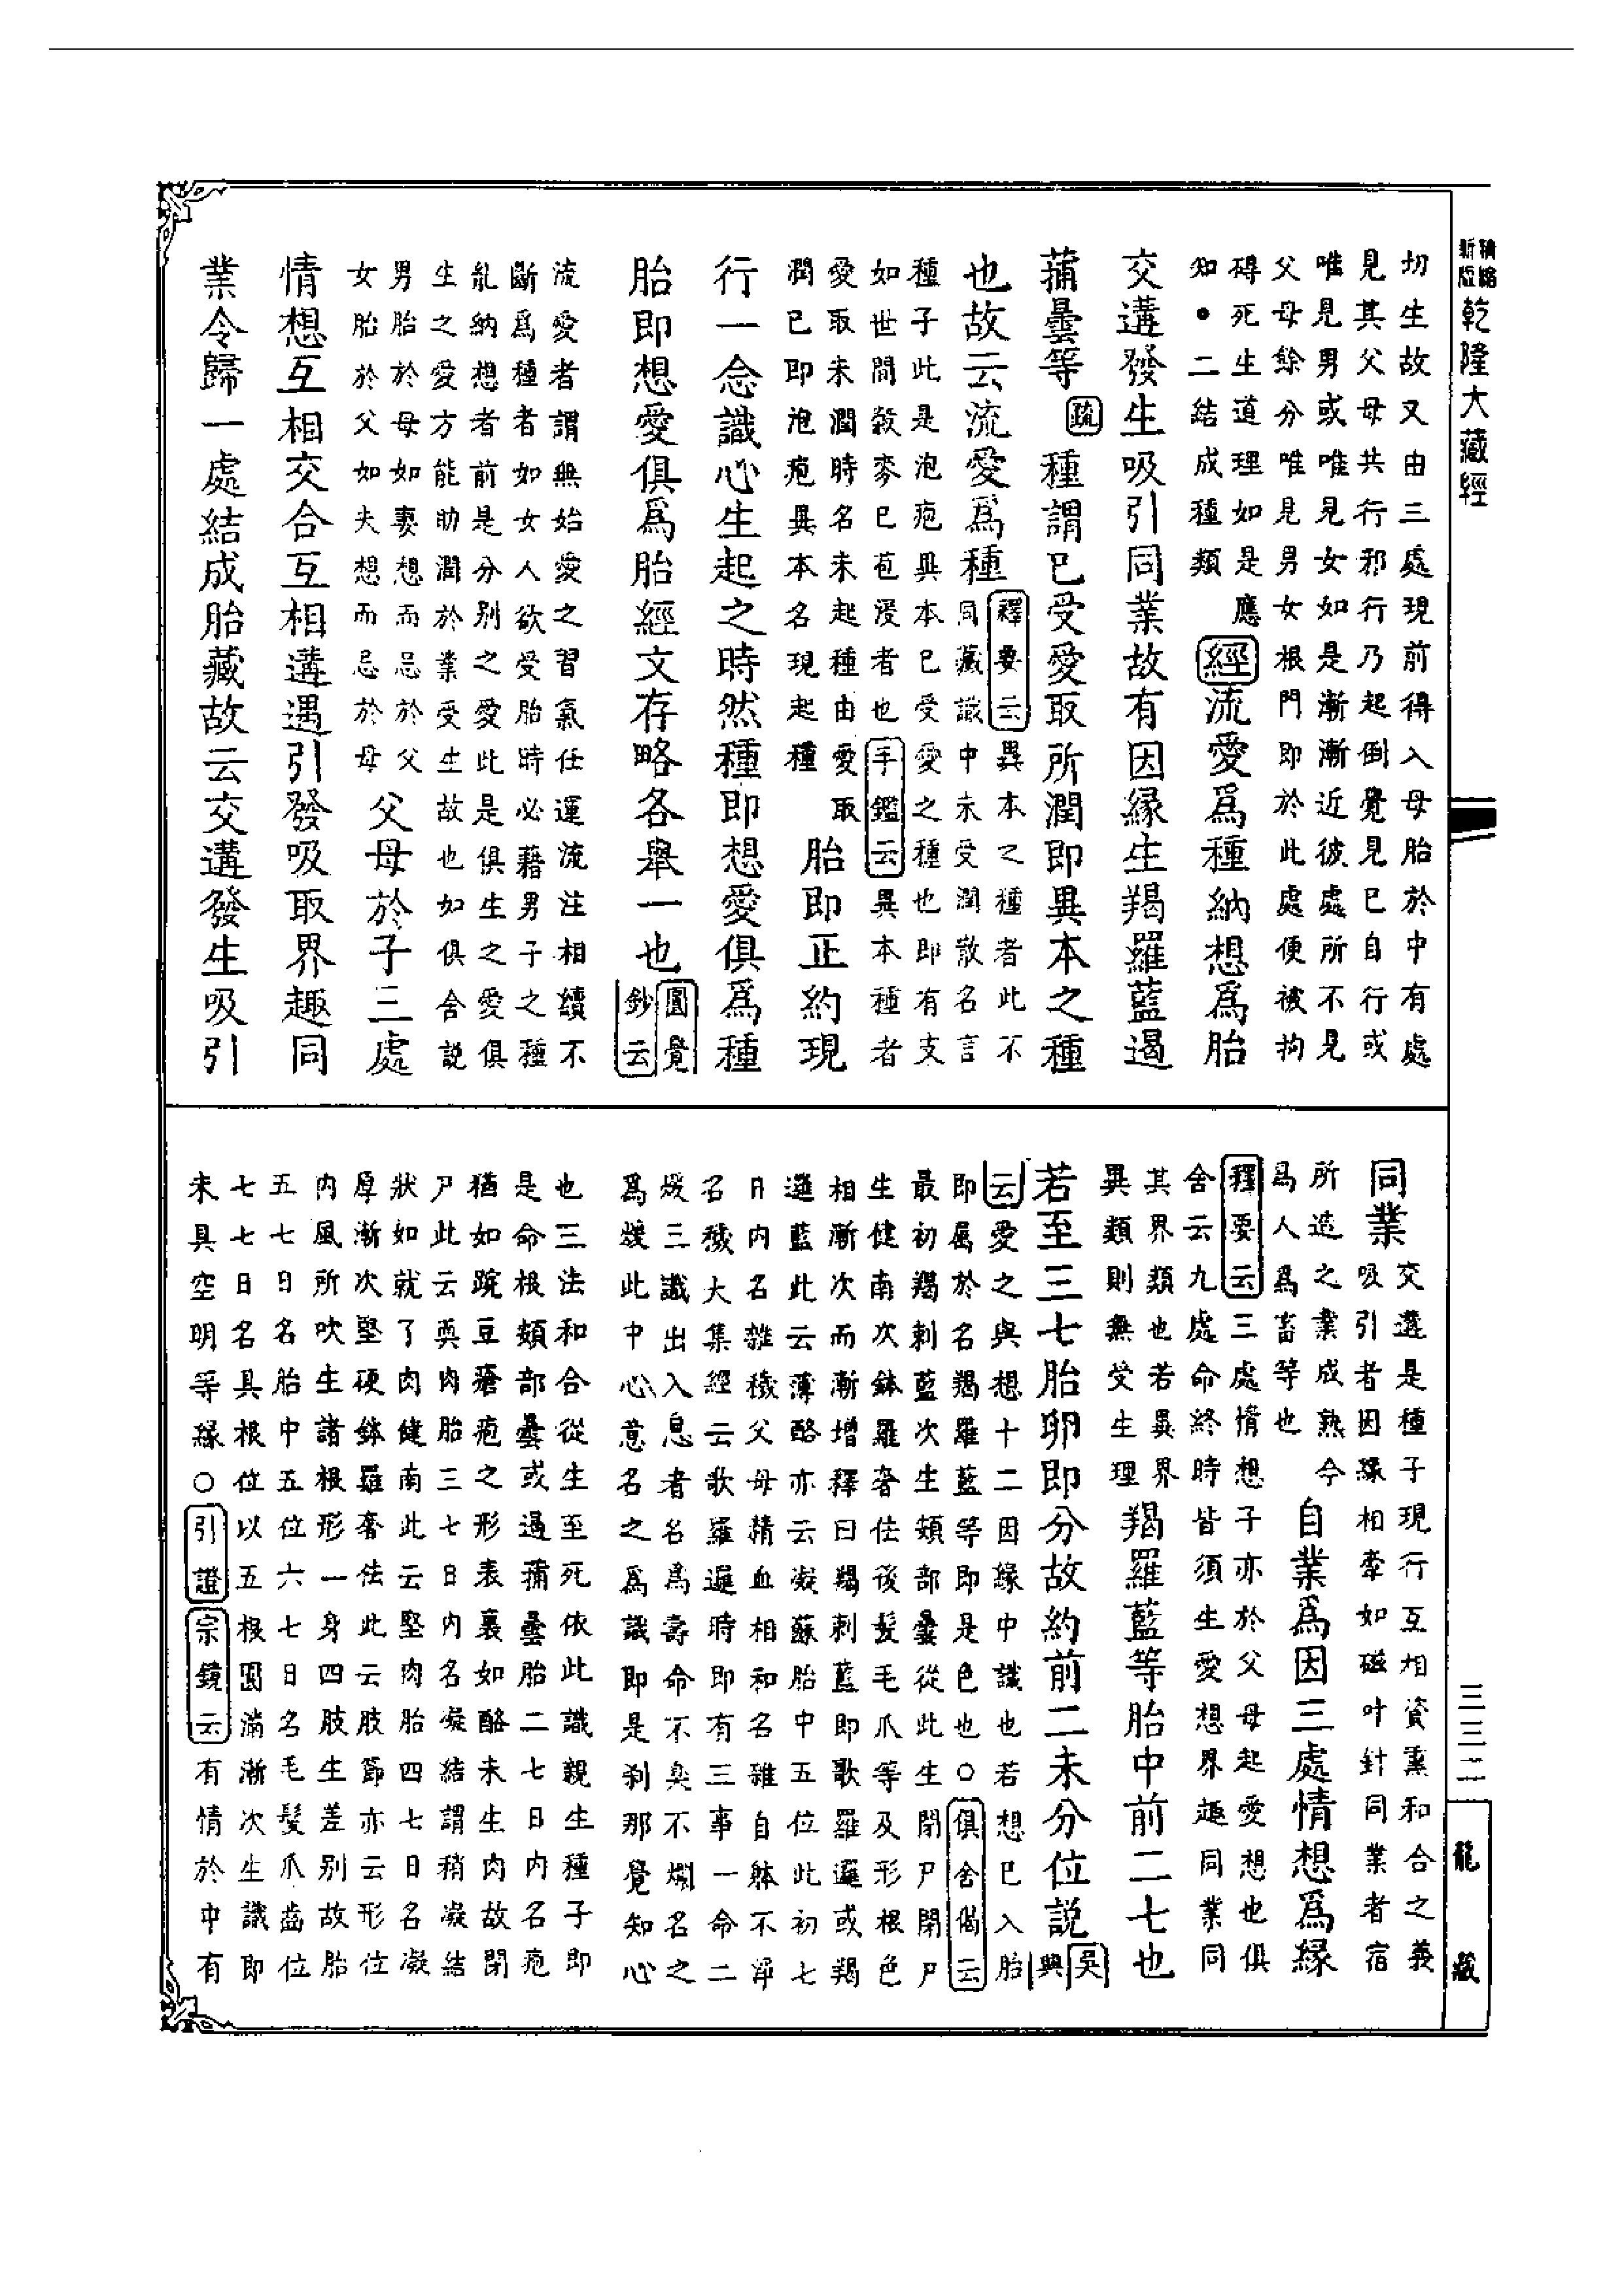 乾隆大藏經
切生故又由三處現前得入母胎於中有處
見其父母共行邪行乃起倒覺見已自行或
唯見男或唯見女如是漸漸近彼處所不見
父母餘分唯見男女根門即於此處便被拘
碍死生道理如是應
知●二結成種類
經流愛爲種納想爲胎
交遘發生吸引同業故有因緣生羯羅藍遏
蒱曇等疏種謂已受愛取所潤即異本之種
也故云流愛爲種
釋要云異本之種者此不
同藏識中未受潤散名言
種子此是泡疱異本已受愛之種也即有支
如世間穀麥已苞浸者也手鑑云異本種者
愛取未潤時名未起種由愛取
潤已即泡疱異本名現起種
胎即正約現
行一念識心生起之時然種即想愛俱爲種
胎即想愛俱爲胎經文存略各舉一也圓覺鈔云
流愛者謂無始愛之習氣任運流注相續不
斷爲種者如女人欲受胎時必藉男子之種
亂納想者前是分別之愛此是俱生之愛俱
生之愛方能助潤於業受生故也如俱舍説
男胎於母如妻想而忌於父
女胎於父如夫想而忌於母
父母於子三處
情想互相交合互相遘遇引發吸取界趣同
業令歸一處結成胎藏故云交遘發生吸引
同業
交遘是種子現行互相資熏和合之義
吸引者因緣相牽如磁吀針同業者宿
所造之業成熟今
爲人爲畜等也
自業爲因三處情想爲緣
釋要云三處情想子亦於父母起愛想也俱
舍云九處命終時皆須生愛想界趣同業同
其界類也若異界
異類則無受生理
羯羅藍等胎中前二七也
若至三七胎卵即分故約前二未分位説吳興
云愛之與想十二因緣中識也若想已入胎
即屬於名羯羅藍等即是色也○俱舍偈云
最初羯剌藍次生頞部曇從此生閉尸閉尸
生健南次鉢羅奢佉後髮毛爪等及形根色
相漸次而漸增釋曰羯剌藍即歌羅邏或羯
邏藍此云薄酪亦云凝蘇胎中五位此初七
日内名雜穢父母精血相和名雜自躰不淨
名穢大集經云歌羅邏時即有三事一命二
煖三識出入息者名爲壽命不臭不爛名之
爲煖此中心意名之爲識即是刹那覺知心
也三法和合從生至死依此識親生種子即
是命根頞部曇或遏蒱曇胎二七日内名疱
猶如踠豆瘡疱之形表裏如酪未生肉故閉
尸此云耎肉胎三七日内名凝結謂稍凝結
狀如就了肉健南此云堅肉胎四七日名凝
厚漸次堅硬鉢羅奢佉此云肢節亦云形位
内風所吹生諸根形一身四肢生差别故胎
五七日名胎中五位六七日名毛髮爪齒位
七七日名具根位以五根圓滿漸次生識即
未具空明等緣○引證宗鏡云有情於中有
三三二
龍藏